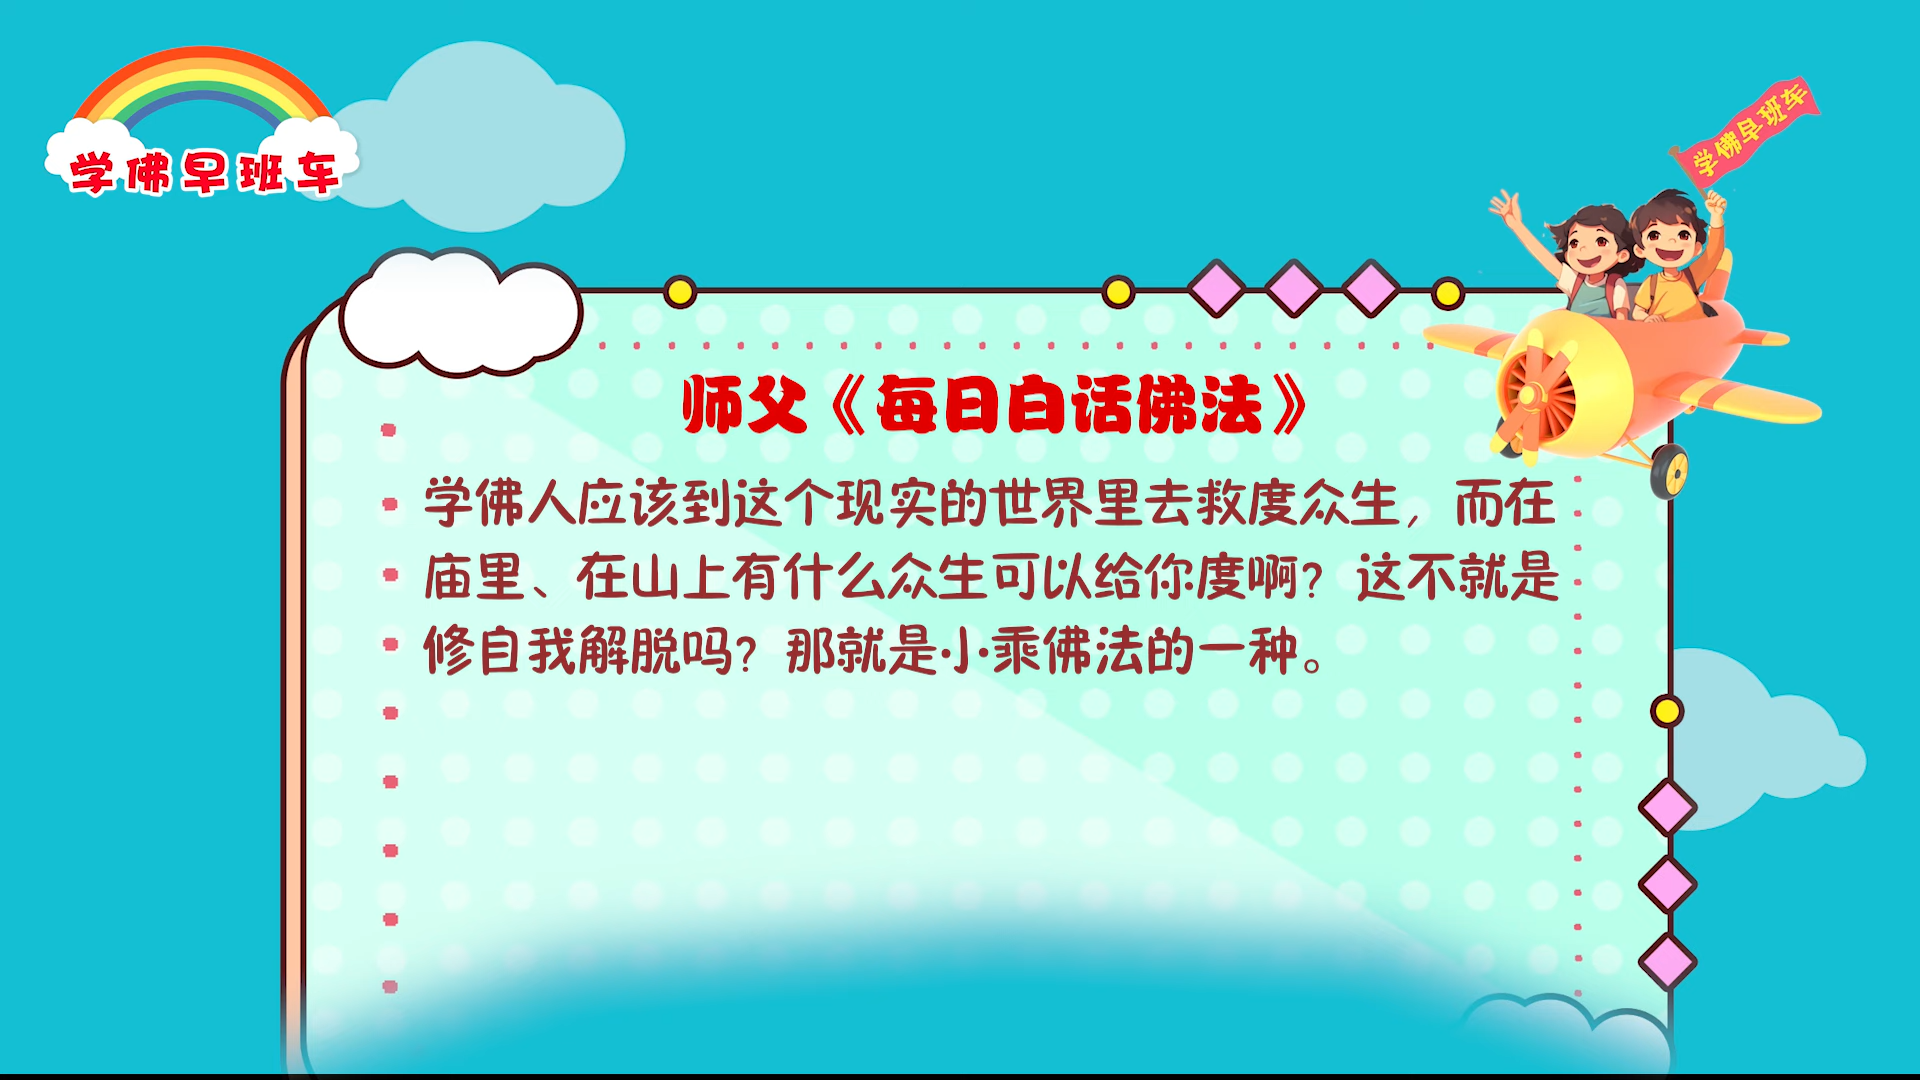 学佛早班车
学佛早班车
师父《每日白话佛法》
学佛人应该到这个现实的世界里去救度众生，而在
庙里、在山上有什么众生可以给你度啊？这不就是
修自我解脱吗？那就是小乘佛法的一种。